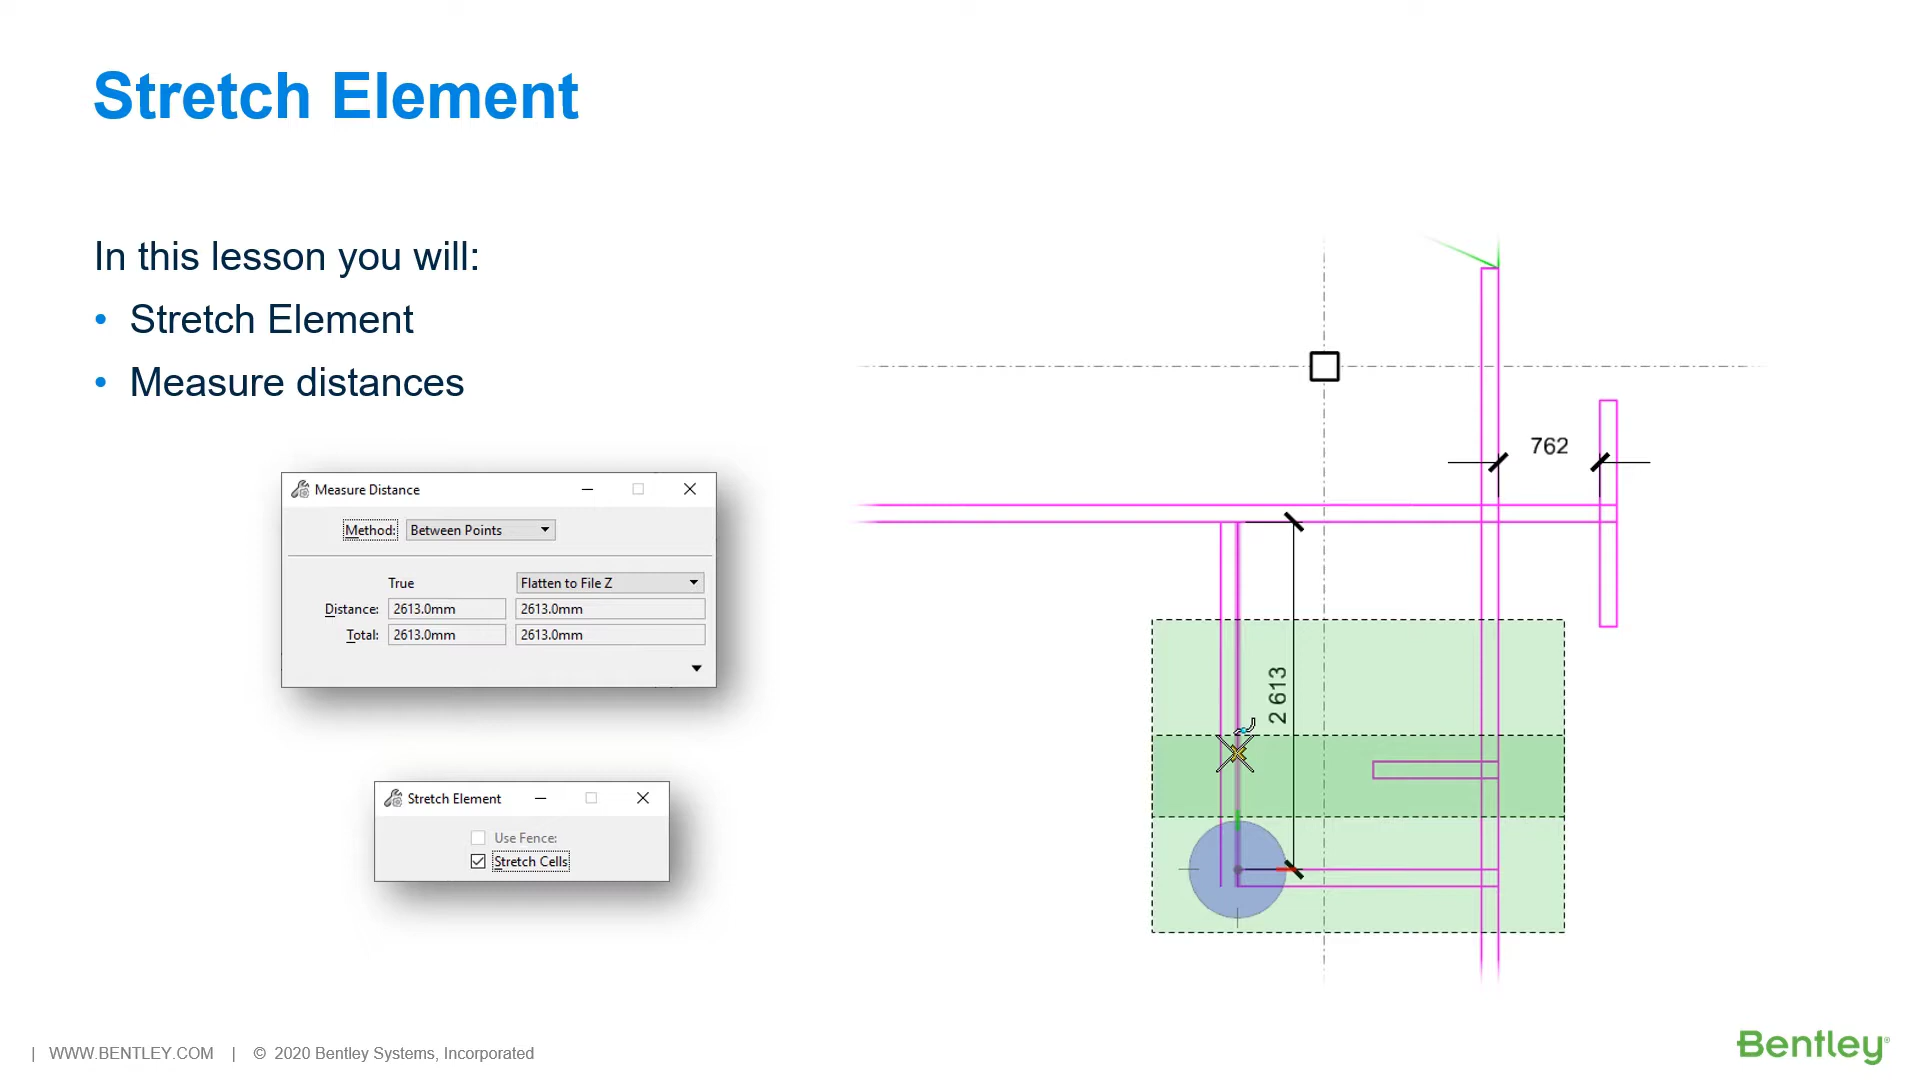 Stretch Element
In this lesson you will:
• Stretch Element
• Measure distances
Measure Distance
Method: Between Points
True Flatten to File Z
Distance: 2613.0mm 2613.0mm
Total: 2613.0mm 2613.0mm
Stretch Element
Use Fence:
Stretch Cells
762
2 613
| WWW.BENTLEY.COM | © 2020 Bentley Systems, Incorporated
Bentley®